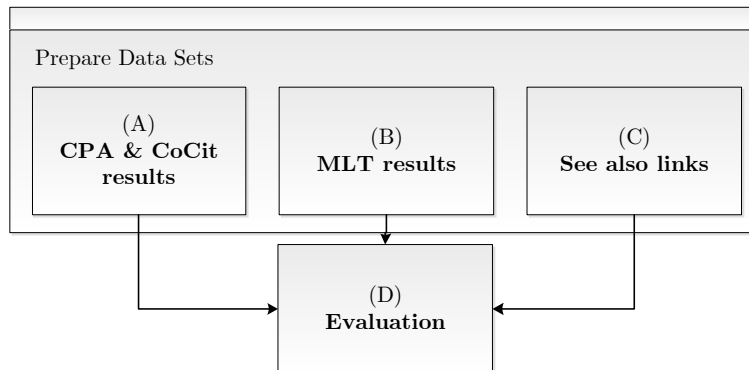 Prepare Data Sets
(A)
CPA & CoCit
results
(B)
MLT results
(C)
See also links
(D)
Evaluation